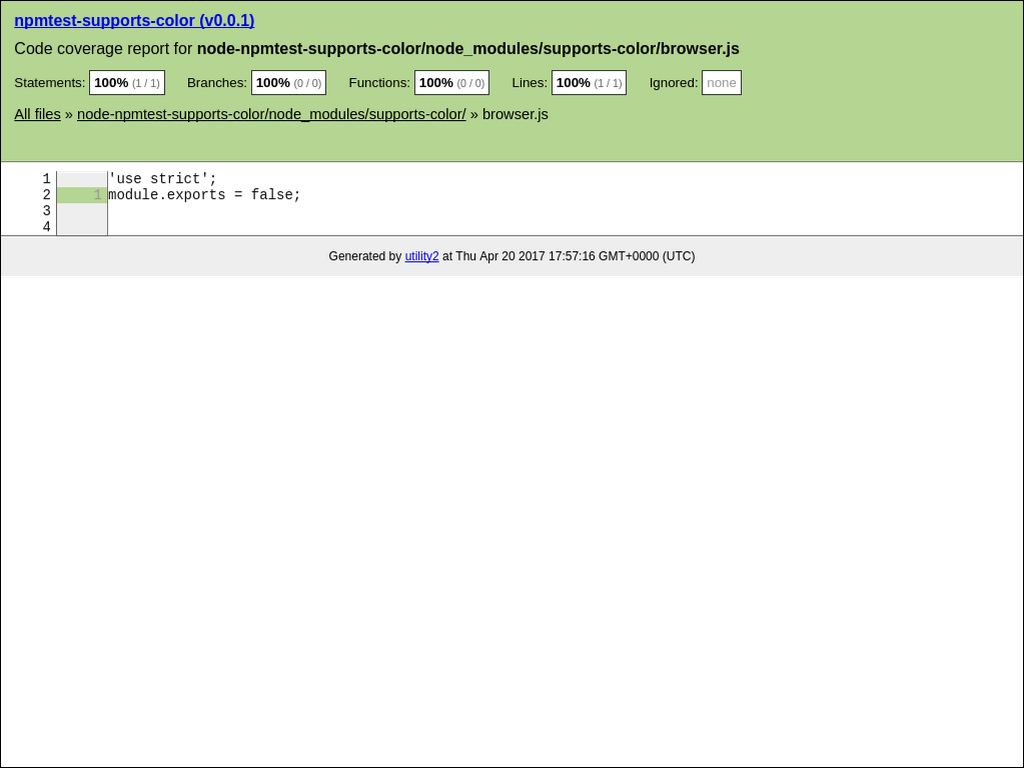 npmtest-supports-color (v0.0.1)
Code coverage report for node-npmtest-supports-color/node_modules/supports-color/browser.js
Statements: 100% (1 / 1) Branches: 100% (0 / 0) Functions: 100% (0 / 0) Lines: 100% (1 / 1) Ignored: none
All files » node-npmtest-supports-color/node_modules/supports-color/ » browser.js
1 'use strict';
2 1 module.exports = false;
3
4
Generated by utility2 at Thu Apr 20 2017 17:57:16 GMT+0000 (UTC)